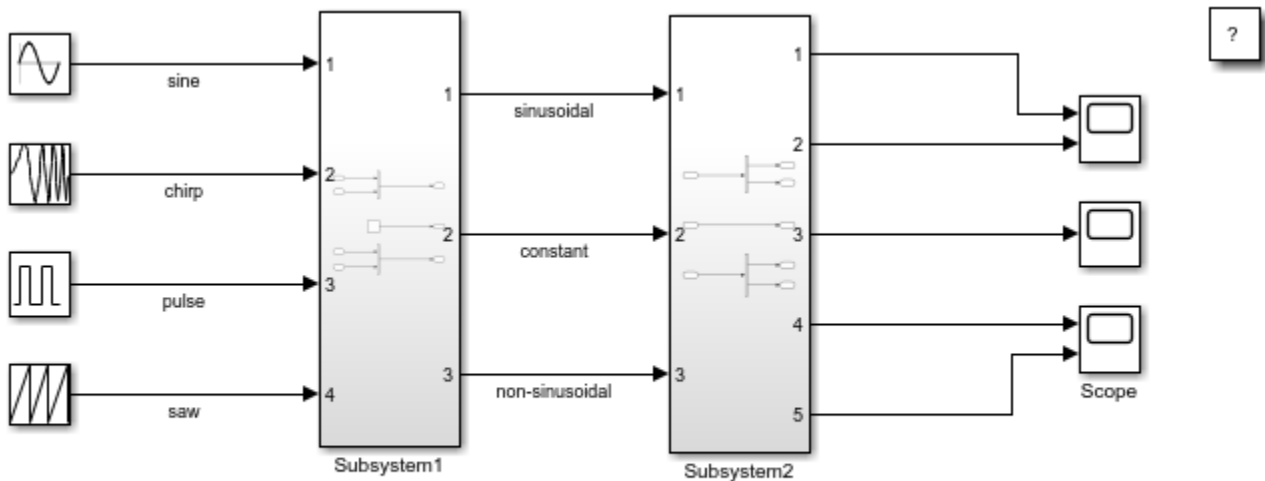 ?
1
1
sine
1
sinusoidal
1
2
2
chirp
2
constant
2
3
3
pulse
4
3
non-sinusoidal
3
4
saw
5
Scope
Subsystem1
Subsystem2